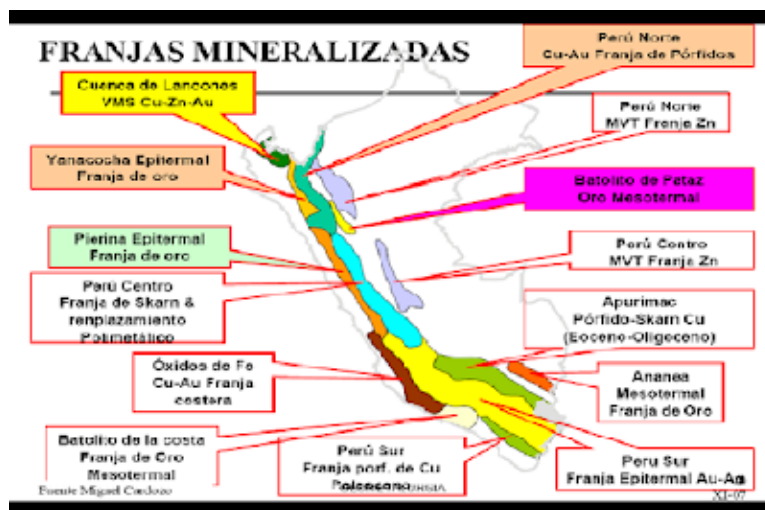 FRANJAS MINERALIZADAS
Perú Norte
Cu-Au Franja de Pórfidos
Cuenca de Lancones
VMS Cu-Zn-Au
Perú Norte
MVT Franja Zn
Yanacocha Epitermal
Franja de oro
Batolito de Pataz
Oro Mesotermal
Pierina Epitermal
Franja de oro
Perú Centro
MVT Franja Zn
Perú Centro
Franja de Skarn &
renplazamiento
Polimetálico
Apurimac
Pórfido-Skarn Cu
(Eoceno-Oligoceno)
Óxidos de Fe
Cu-Au Franja
costera
Ananea
Mesotermal
Franja de Oro
Batolito de la costa
Franja de Oro
Mesotermal
Perú Sur
Franja porf. de Cu
Paleoceno
Peru Sur
Franja Epitermal Au-Ag
Fuente Miguel Cardozo
XI-07